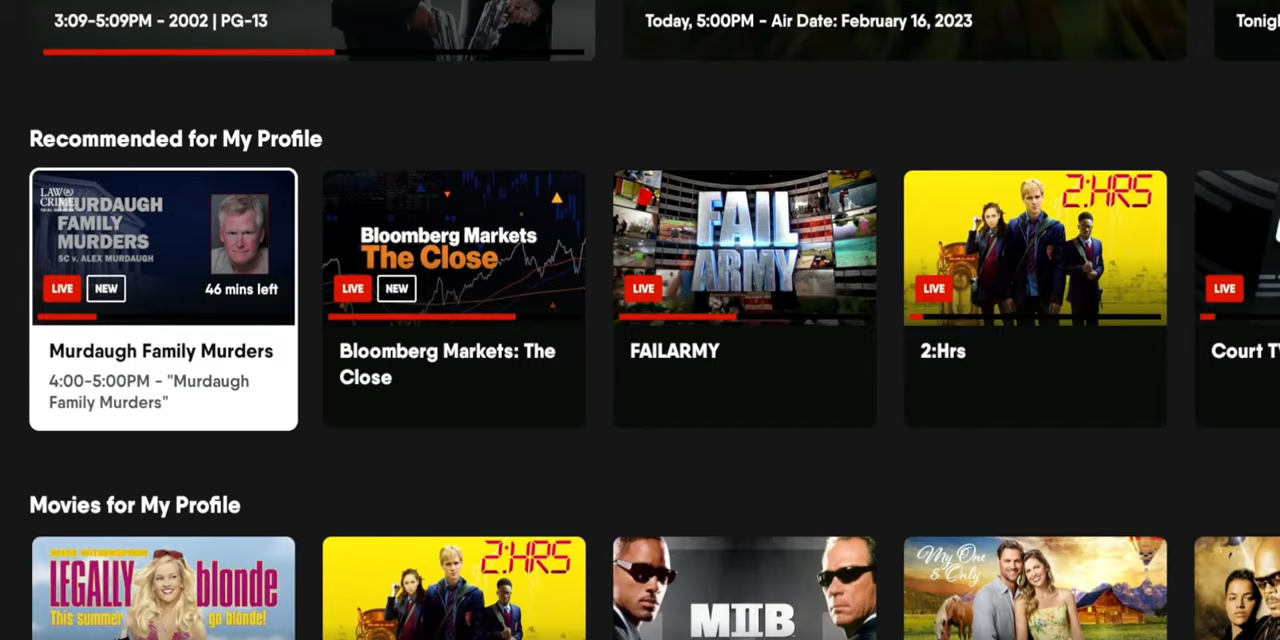 3:09-5:09PM - 2002 | PG-13
Today, 5:00PM - Air Date: February 16, 2023
Recommended for My Profile
LAW&
CRIME
MURDAUGH
FAMILY
MURDERS
SC v. ALEX MURDAUGH
LIVE NEW 46 mins left
Murdaugh Family Murders
4:00-5:00PM - "Murdaugh
Family Murders"
Bloomberg Markets
The Close
LIVE NEW
Bloomberg Markets: The
Close
FAIL
ARMY
LIVE
FAILARMY
2:HRS
LIVE
2:Hrs
LIVE
Movies for My Profile
REESE WITHERSPOON
LEGALLY blonde
This summer go blonde!
2:HRS
MIIB
My One
& Only